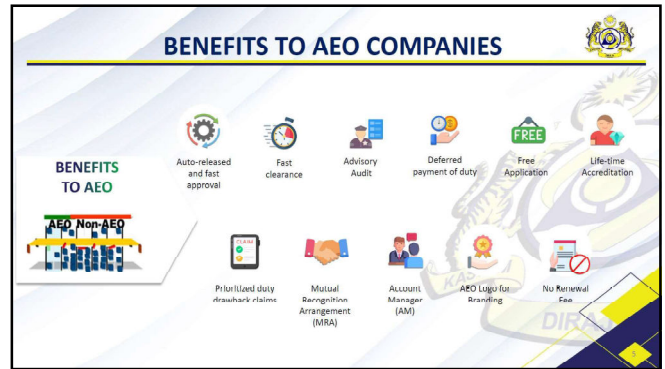 BENEFITS TO AEO COMPANIES
BENEFITS
TO AEO
AEO Non-AEO
Auto-released
and fast
approval
Fast
clearance
Advisory
Audit
Deferred
payment of duty
FREE
Free
Application
Life-time
Accreditation
CLAIM
Prioritized duty
drawback claims
Mutual
Recognition
Arrangement
(MRA)
Account
Manager
(AM)
AEO Logo for
Branding
No Renewal
Fee
DIRAJA
5